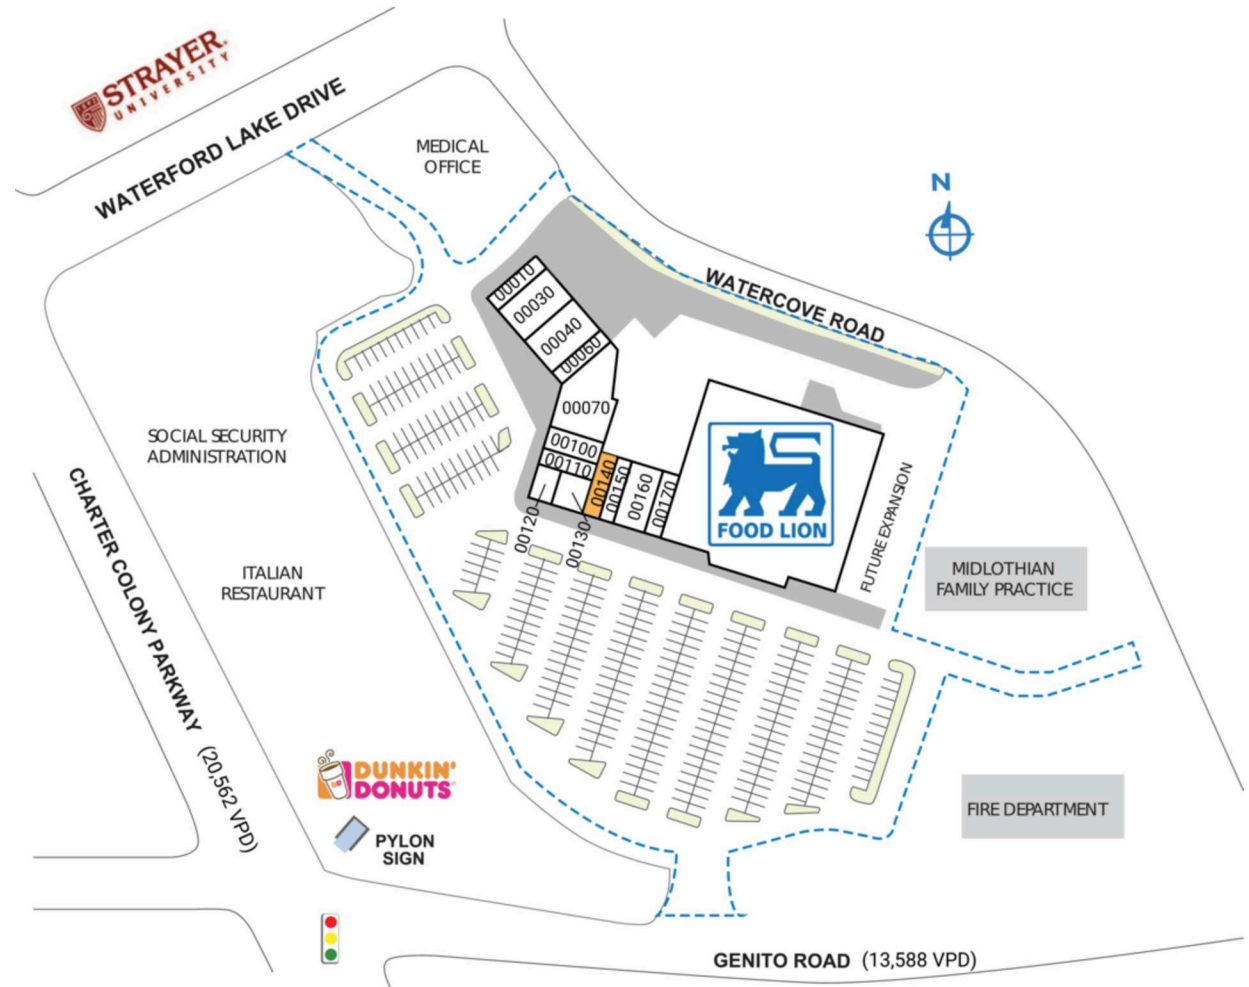 STRAYER
UNIVERSITY
WATERFORD LAKE DRIVE
MEDICAL
OFFICE
N
WATERCOVE ROAD
00010
00030
00040
00060
00070
00100
00110
00120
00130
00140
00150
00160
00170
FOOD LION
FUTURE EXPANSION
SOCIAL SECURITY
ADMINISTRATION
CHARTER COLONY PARKWAY (20,562 VPD)
ITALIAN
RESTAURANT
MIDLOTHIAN
FAMILY PRACTICE
DUNKIN'
DONUTS
PYLON
SIGN
FIRE DEPARTMENT
GENITO ROAD (13,588 VPD)